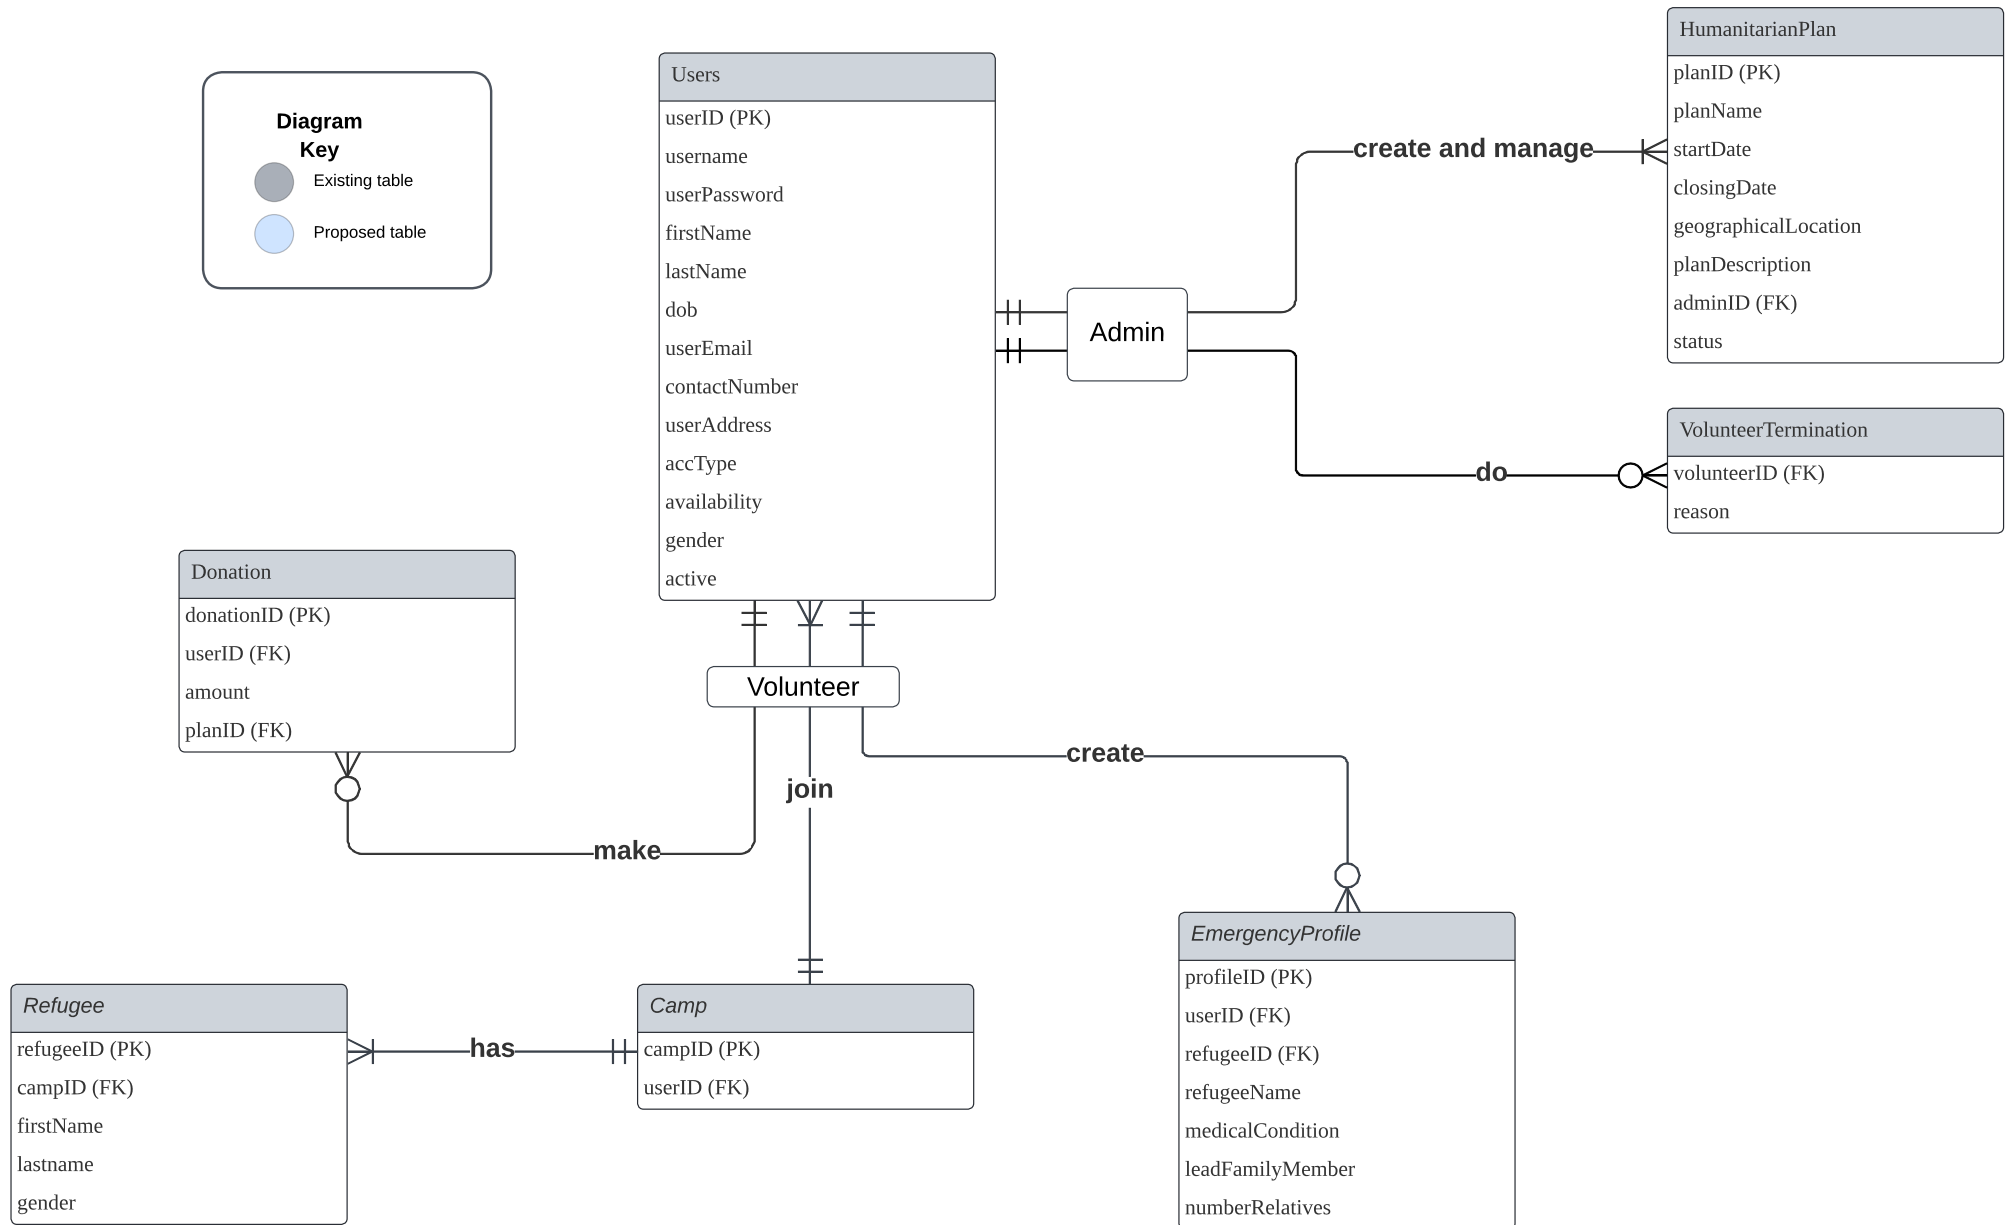 Diagram
Key
Existing table
Proposed table
Users
userID (PK)
username
userPassword
firstName
lastName
dob
userEmail
contactNumber
userAddress
accType
availability
gender
active
Admin
create and manage
do
HumanitarianPlan
planID (PK)
planName
startDate
closingDate
geographicalLocation
planDescription
adminID (FK)
status
VolunteerTermination
volunteerID (FK)
reason
Donation
donationID (PK)
userID (FK)
amount
planID (FK)
Volunteer
make
join
create
Refugee
refugeeID (PK)
campID (FK)
firstName
lastname
gender
has
Camp
campID (PK)
userID (FK)
EmergencyProfile
profileID (PK)
userID (FK)
refugeeID (FK)
refugeeName
medicalCondition
leadFamilyMember
numberRelatives